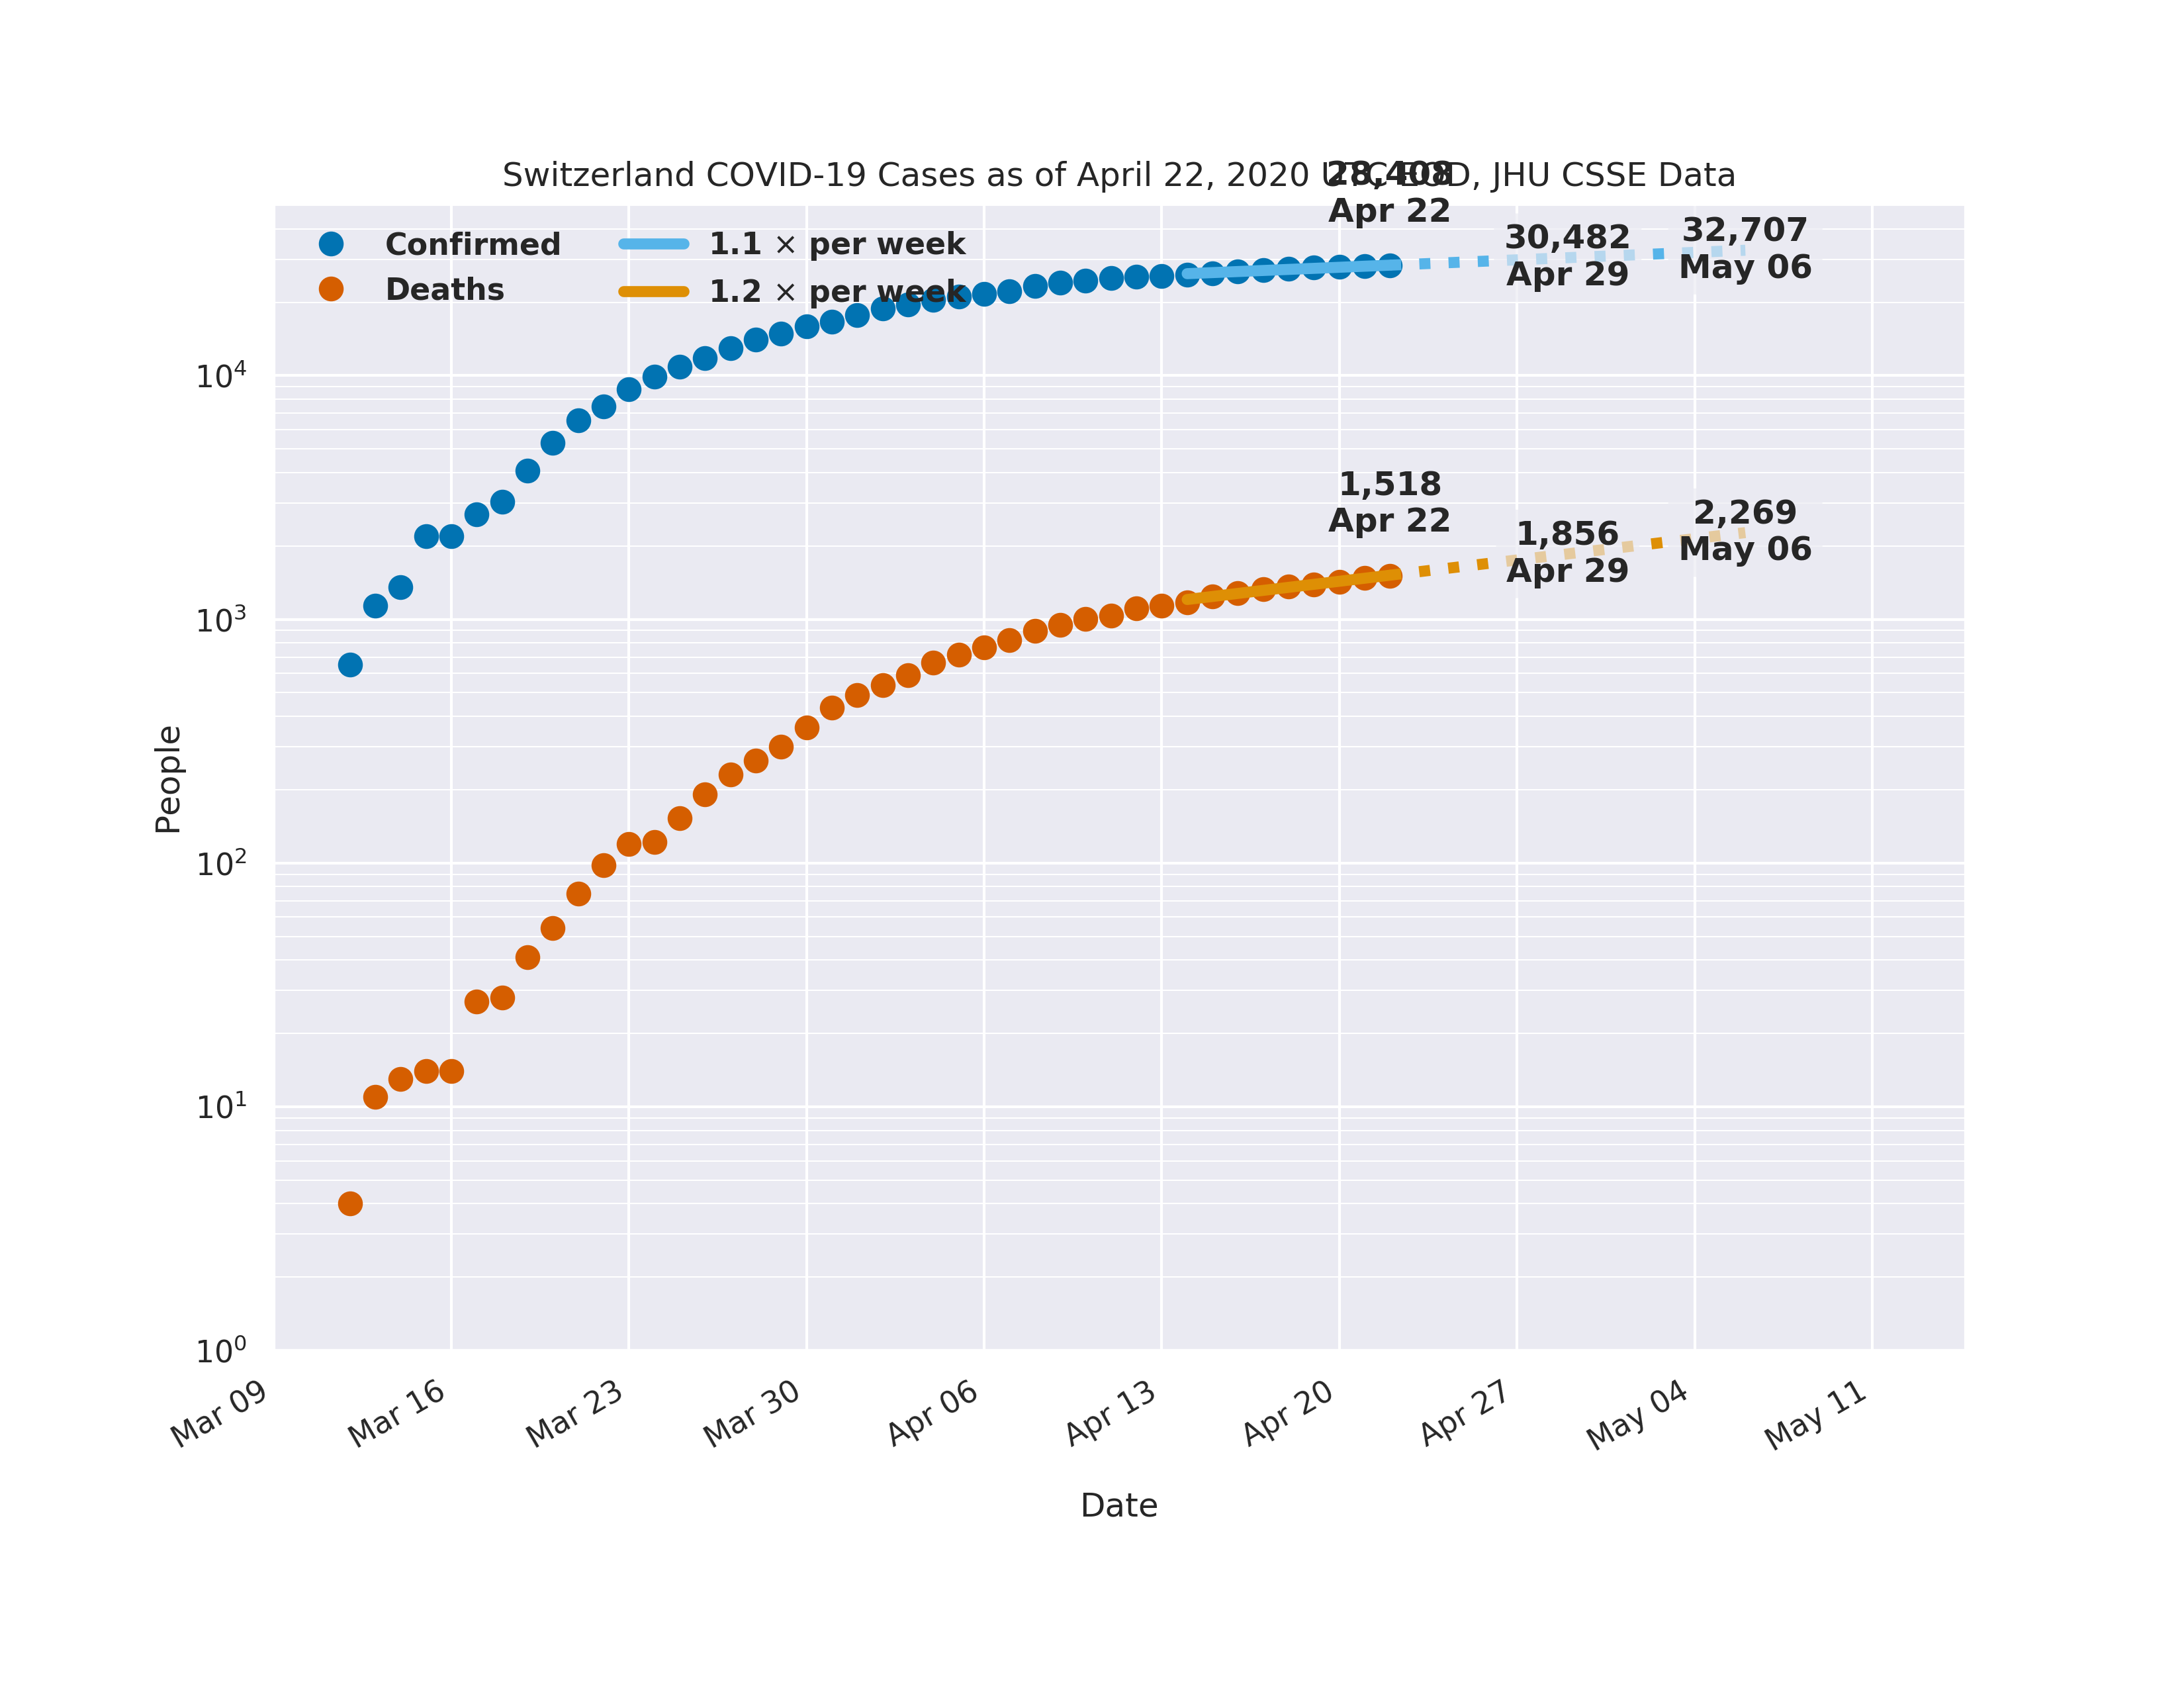 Switzerland COVID-19 Cases as of April 22, 2020 UTC EOD, JHU CSSE Data
28,408
Apr 22
30,482
Apr 29
32,707
May 06
Confirmed
Deaths
1.1 × per week
1.2 × per week
1,518
Apr 22
1,856
Apr 29
2,269
May 06
People
10⁴
10³
10²
10¹
10⁰
Mar 09
Mar 16
Mar 23
Mar 30
Apr 06
Apr 13
Apr 20
Apr 27
May 04
May 11
Date